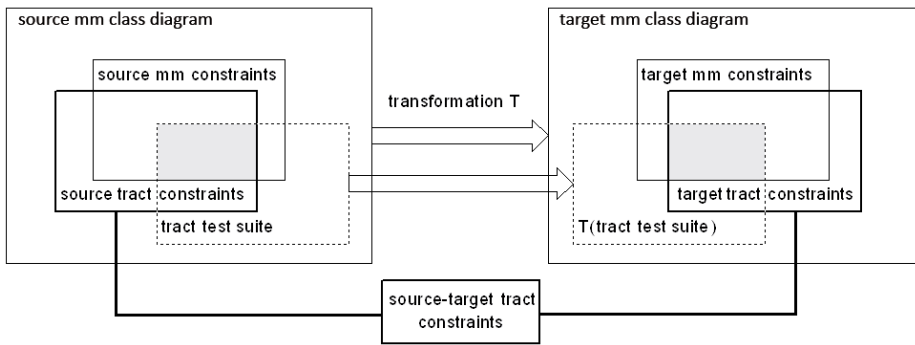 source mm class diagram
target mm class diagram
source mm constraints
target mm constraints
transformation T
source tract constraints
target tract constraints
tract test suite
T(tract test suite)
source-target tract
constraints